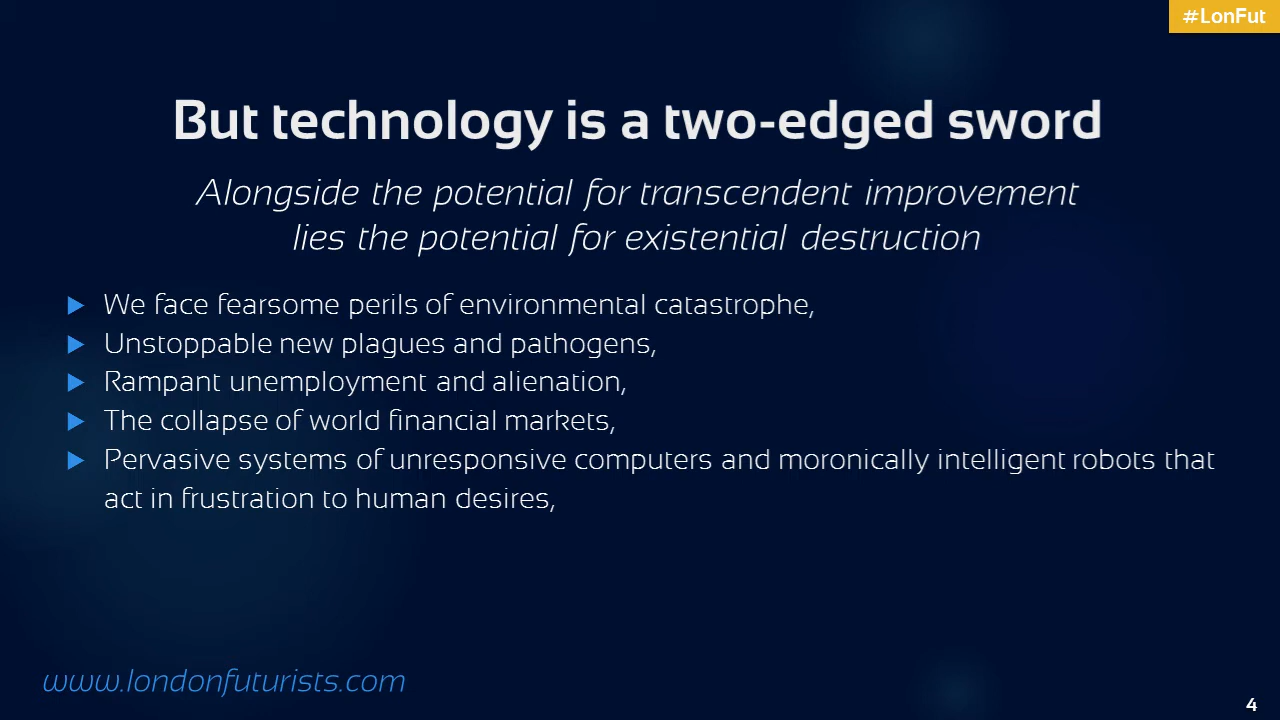 #LonFut
But technology is a two-edged sword
Alongside the potential for transcendent improvement
lies the potential for existential destruction
We face fearsome perils of environmental catastrophe,
Unstoppable new plagues and pathogens,
Rampant unemployment and alienation,
The collapse of world financial markets,
Pervasive systems of unresponsive computers and moronically intelligent robots that
act in frustration to human desires,
www.londonfuturists.com
4